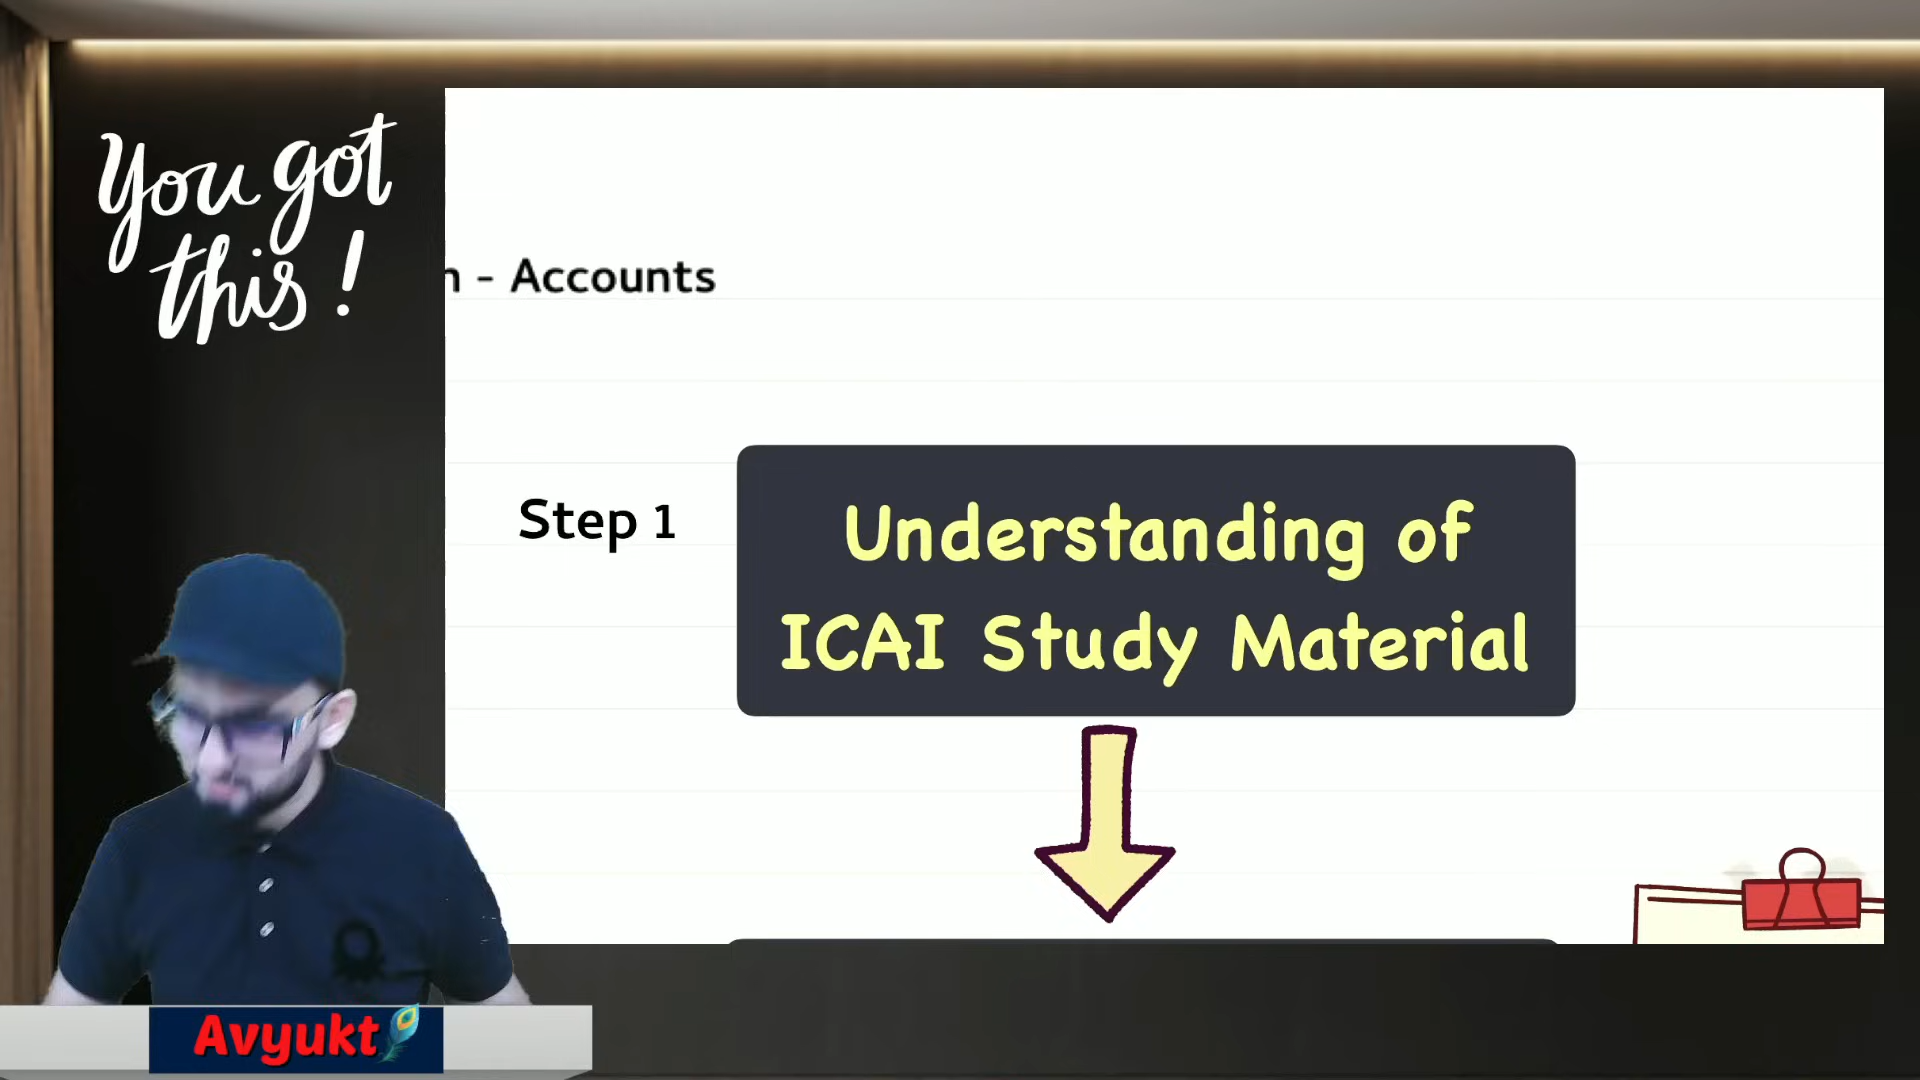 You got
this!
- Accounts
Step 1
Understanding of
ICAI Study Material
Avyukt